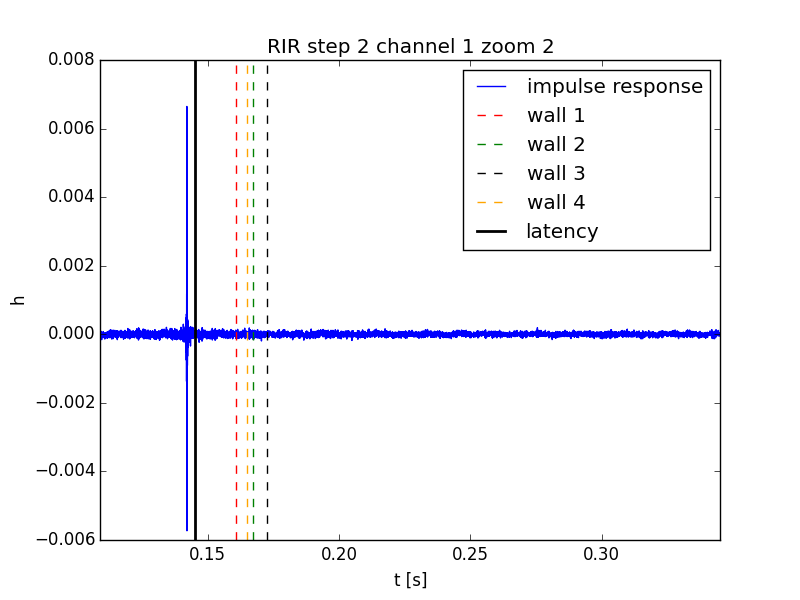 RIR step 2 channel 1 zoom 2
0.008
0.006
0.004
0.002
0.000
−0.002
−0.004
−0.006
h
impulse response
wall 1
wall 2
wall 3
wall 4
latency
0.15
0.20
0.25
0.30
t [s]